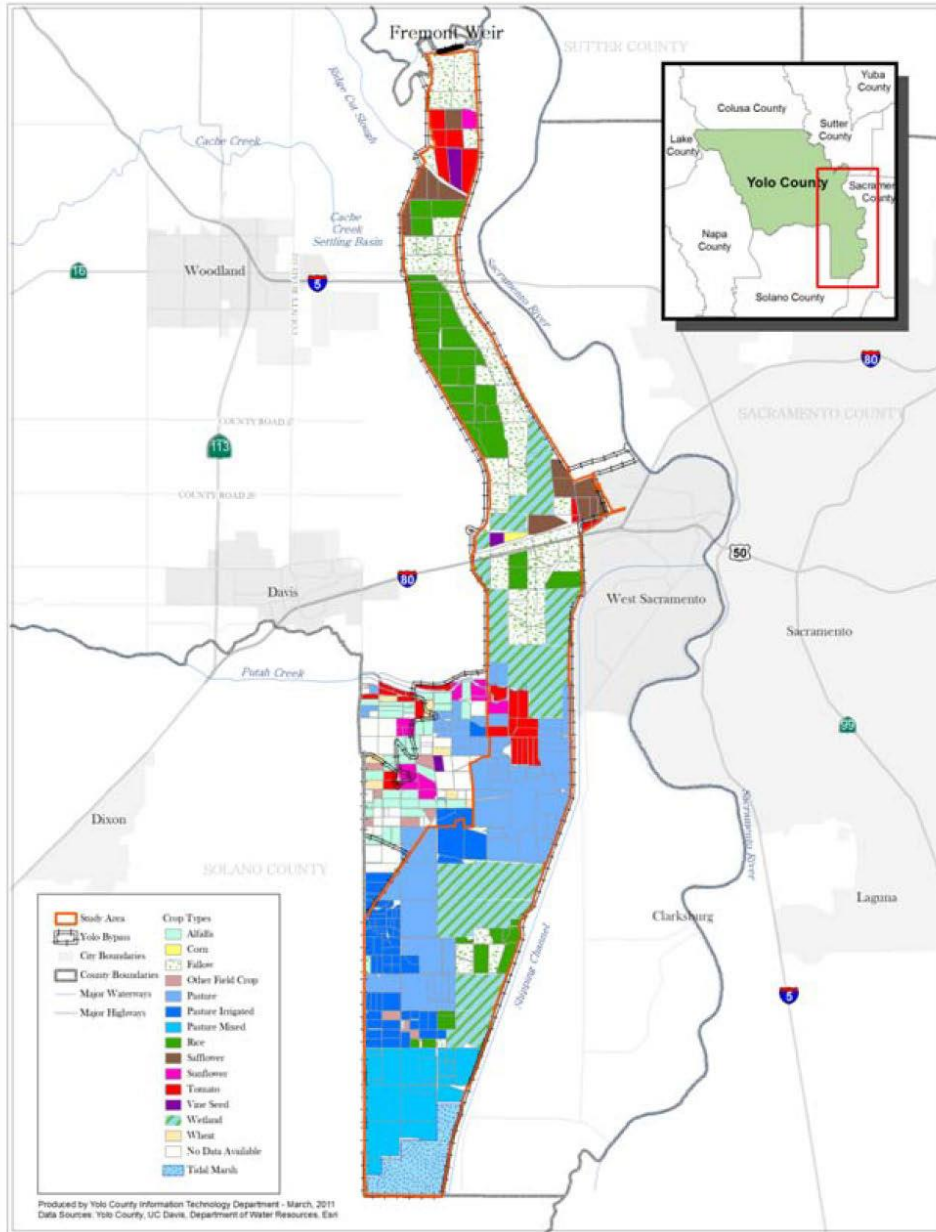 Fremont Weir
SUTTER COUNTY
Ridge Cut Slough
Cache Creek
Colusa County
Yuba
County
Sutter
County
Lake
County
Yolo County
Sacramen
County
Napa
County
Solano County
Cache
Creek
Settling Basin
16
Woodland
5
COUNTY ROAD 102
Sacramento River
80
SACRAMENTO COUNTY
113
50
80
Davis
West Sacramento
Sacramento
Putah Creek
99
Sacramento River
Dixon
SOLANO COUNTY
Laguna
Clarksburg
Shipping Channel
5
Study Area
Yolo Bypass
City Boundaries
County Boundaries
Major Waterways
Major Highways
Crop Types
Alfalfa
Corn
Fallow
Other Field Crop
Pasture
Pasture Irrigated
Pasture Mixed
Rice
Safflower
Sunflower
Tomato
Vine Seed
Wetland
Wheat
No Data Available
Tidal Marsh
Produced by Yolo County Information Technology Department - March, 2011
Data Sources: Yolo County, UC Davis, Department of Water Resources, Esri